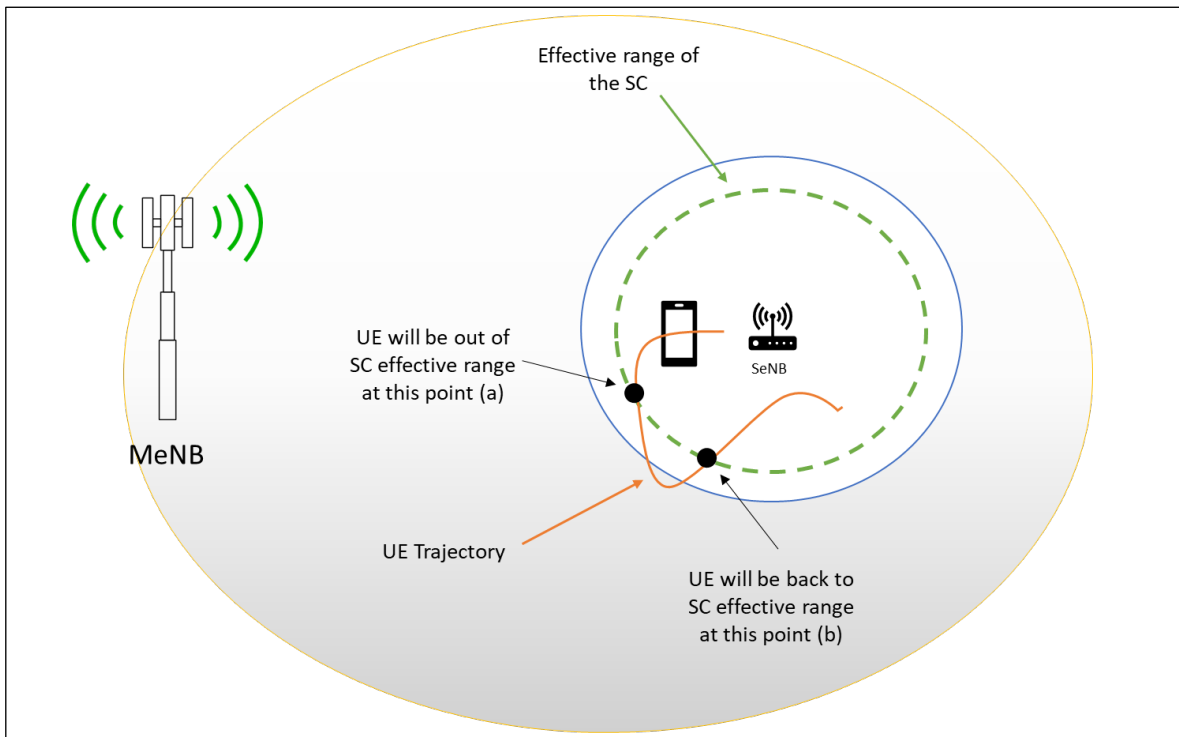 Effective range of
the SC
UE will be out of
SC effective range
at this point (a)
SeNB
MeNB
UE Trajectory
UE will be back to
SC effective range
at this point (b)